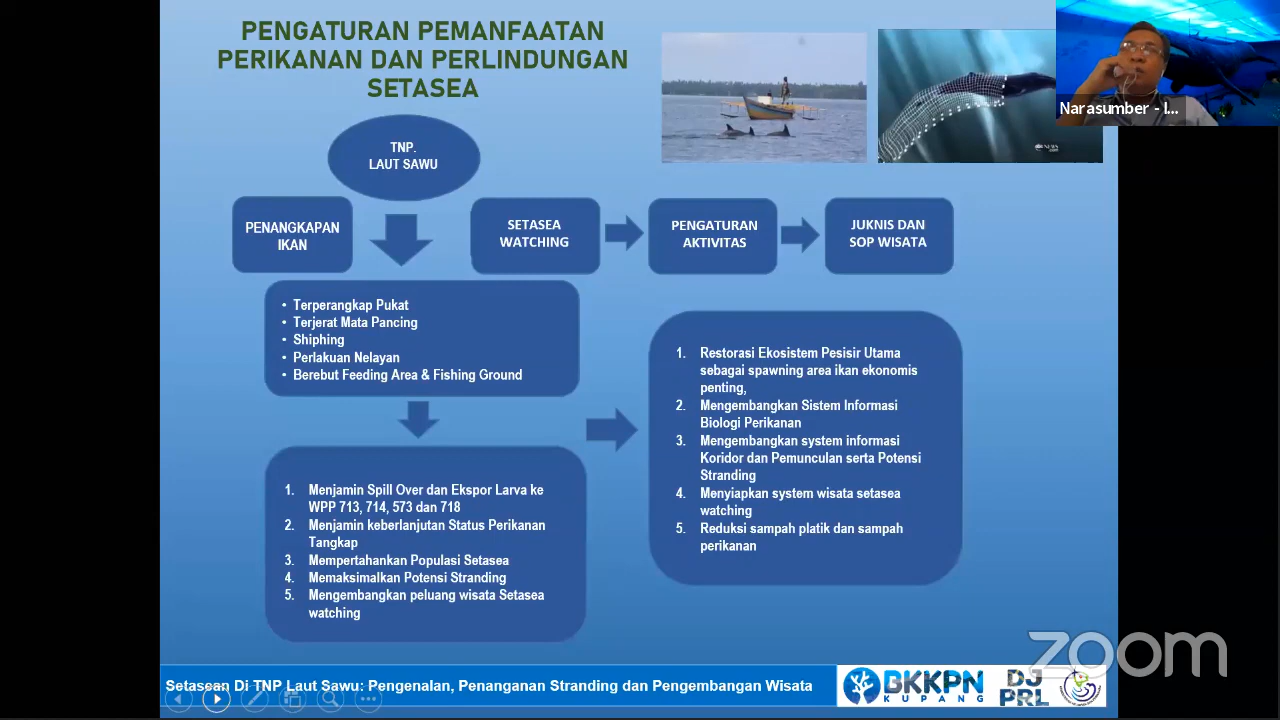 PENGATURAN PEMANFAATAN
PERIKANAN DAN PERLINDUNGAN
SETASEA
NEWS
.com
Narasumber - I...
TNP.
LAUT SAWU
PENANGKAPAN
IKAN
SETASEA
WATCHING
PENGATURAN
AKTIVITAS
JUKNIS DAN
SOP WISATA
• Terperangkap Pukat
• Terjerat Mata Pancing
• Shiphing
• Perlakuan Nelayan
• Berebut Feeding Area & Fishing Ground
1. Menjamin Spill Over dan Ekspor Larva ke
WPP 713, 714, 573 dan 718
2. Menjamin keberlanjutan Status Perikanan
Tangkap
3. Mempertahankan Populasi Setasea
4. Memaksimalkan Potensi Stranding
5. Mengembangkan peluang wisata Setasea
watching
1. Restorasi Ekosistem Pesisir Utama
sebagai spawning area ikan ekonomis
penting,
2. Mengembangkan Sistem Informasi
Biologi Perikanan
3. Mengembangkan system informasi
Koridor dan Pemunculan serta Potensi
Stranding
4. Menyiapkan system wisata setasea
watching
5. Reduksi sampah platik dan sampah
perikanan
zoom
Setasean Di TNP Laut Sawu: Pengenalan, Penanganan Stranding dan Pengembangan Wisata
BKKPN
KUPANG
DJ
PRL